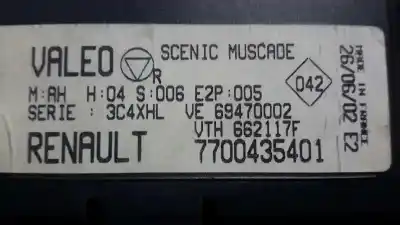 VALEO R SCENIC MUSCADE
M:AH H:04 S:006 E2P:005
SERIE : 3C4XHL VE 69470002
VTH 662117F
RENAULT 7700435401
042
26/06/02 E2
MADE IN FRANCE